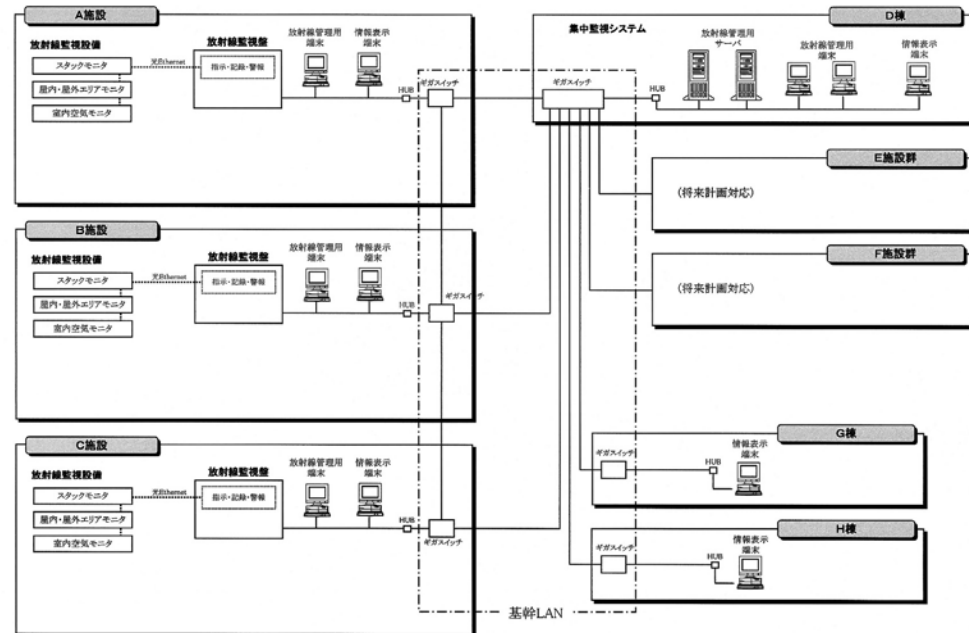 A施設
放射線監視設備
スタックモニタ
屋内・屋外エリアモニタ
室内空気モニタ
光Ethernet
放射線監視盤
指示・記録・警報
放射線管理用
端末
情報表示
端末
HUB
ギガスイッチ
集中監視システム
D棟
ギガスイッチ
HUB
放射線管理用
サーバ
放射線管理用
端末
情報表示
端末
E施設群
(将来計画対応)
F施設群
(将来計画対応)
B施設
放射線監視設備
スタックモニタ
屋内・屋外エリアモニタ
室内空気モニタ
光Ethernet
放射線監視盤
指示・記録・警報
放射線管理用
端末
情報表示
端末
HUB
ギガスイッチ
C施設
放射線監視設備
スタックモニタ
屋内・屋外エリアモニタ
室内空気モニタ
光Ethernet
放射線監視盤
指示・記録・警報
放射線管理用
端末
情報表示
端末
HUB
ギガスイッチ
G棟
ギガスイッチ
HUB
情報表示
端末
H棟
ギガスイッチ
HUB
情報表示
端末
基幹LAN